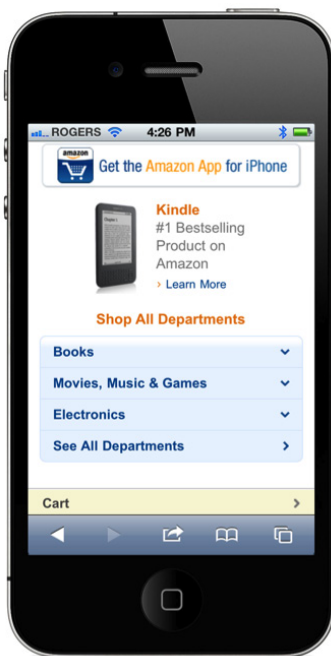 ROGERS 4:26 PM
amazon
Get the Amazon App for iPhone
Kindle
#1 Bestselling
Product on
Amazon
› Learn More
Shop All Departments
Books
Movies, Music & Games
Electronics
See All Departments
Cart